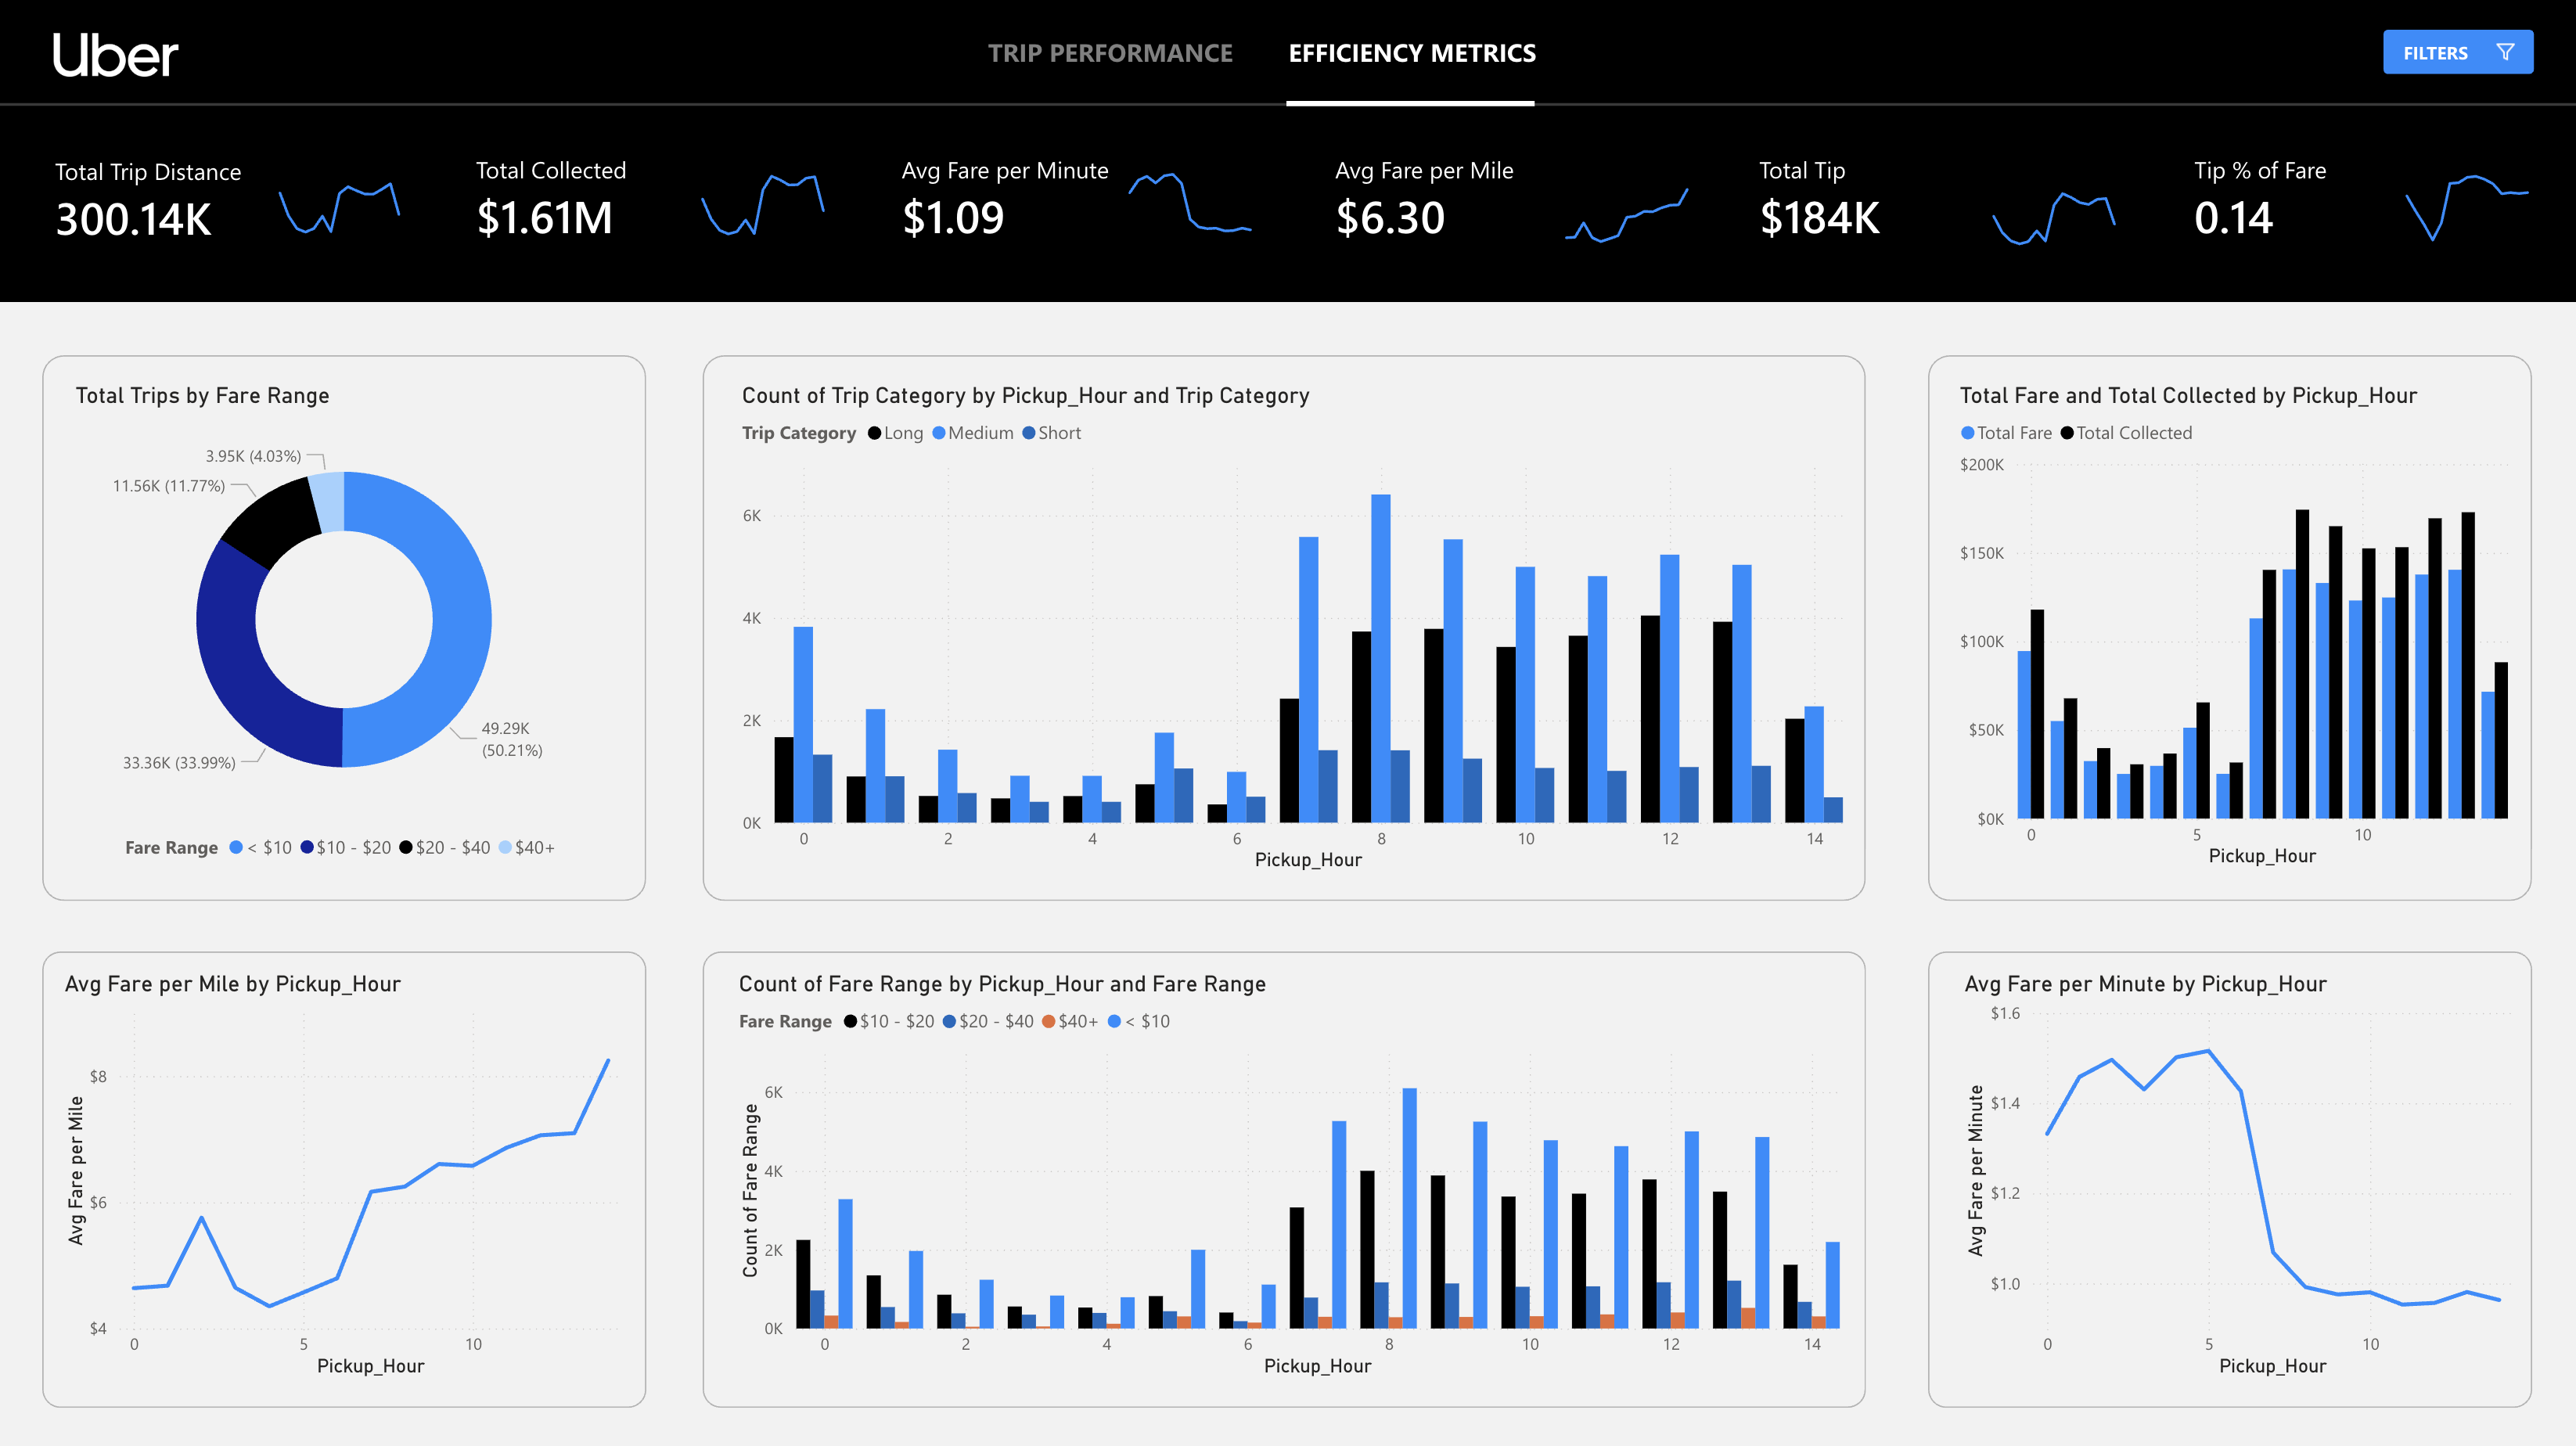 Uber
TRIP PERFORMANCE
EFFICIENCY METRICS
FILTERS
Total Trip Distance
300.14K
Total Collected
$1.61M
Avg Fare per Minute
$1.09
Avg Fare per Mile
$6.30
Total Tip
$184K
Tip % of Fare
0.14
Total Trips by Fare Range
3.95K (4.03%)
11.56K (11.77%)
49.29K
(50.21%)
33.36K (33.99%)
Fare Range < $10 $10 - $20 $20 - $40 $40+
Count of Trip Category by Pickup_Hour and Trip Category
Trip Category Long Medium Short
6K
4K
2K
0K
0 2 4 6 8 10 12 14
Pickup_Hour
Total Fare and Total Collected by Pickup_Hour
Total Fare Total Collected
$200K
$150K
$100K
$50K
$0K
0 5 10
Pickup_Hour
Avg Fare per Mile by Pickup_Hour
Avg Fare per Mile
$8
$6
$4
0 5 10
Pickup_Hour
Count of Fare Range by Pickup_Hour and Fare Range
Fare Range $10 - $20 $20 - $40 $40+ < $10
Count of Fare Range
6K
4K
2K
0K
0 2 4 6 8 10 12 14
Pickup_Hour
Avg Fare per Minute by Pickup_Hour
Avg Fare per Minute
$1.6
$1.4
$1.2
$1.0
0 5 10
Pickup_Hour